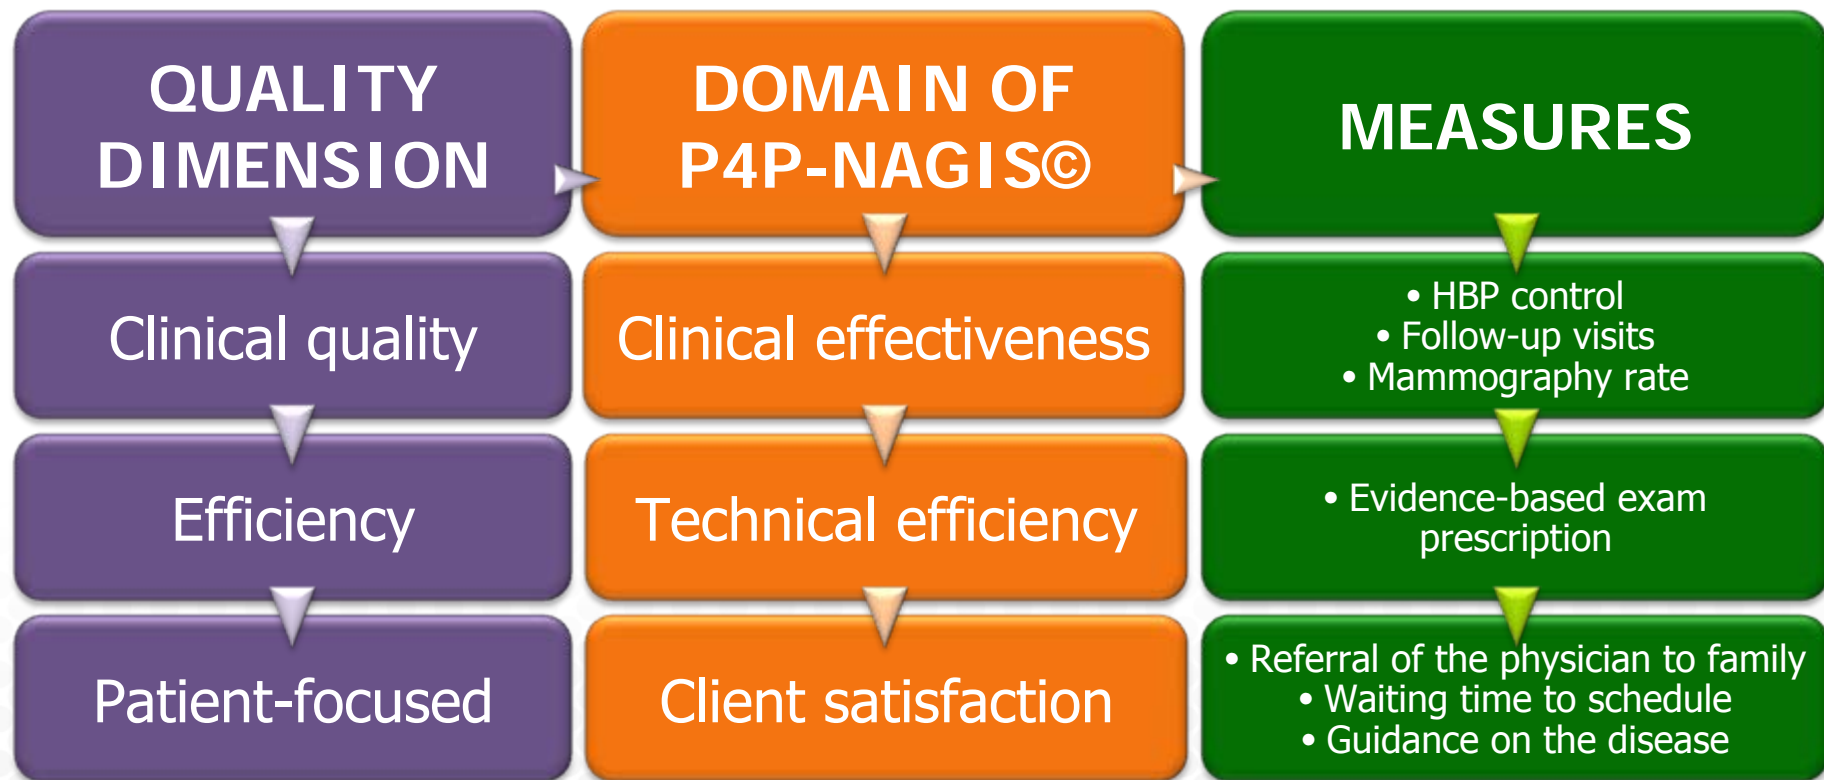 QUALITY
DIMENSION
DOMAIN OF
P4P-NAGIS©
MEASURES
Clinical quality
Clinical effectiveness
• HBP control
• Follow-up visits
• Mammography rate
Efficiency
Technical efficiency
• Evidence-based exam
prescription
Patient-focused
Client satisfaction
• Referral of the physician to family
• Waiting time to schedule
• Guidance on the disease